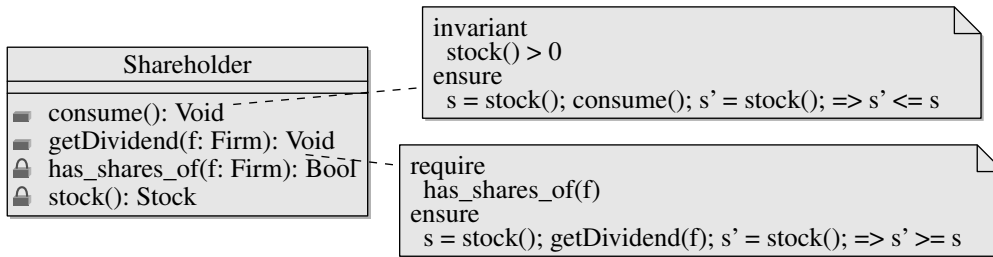 Shareholder
consume(): Void
getDividend(f: Firm): Void
has_shares_of(f: Firm): Bool
stock(): Stock
invariant
stock() > 0
ensure
s = stock(); consume(); s’ = stock(); => s’ <= s
require
has_shares_of(f)
ensure
s = stock(); getDividend(f); s’ = stock(); => s’ >= s